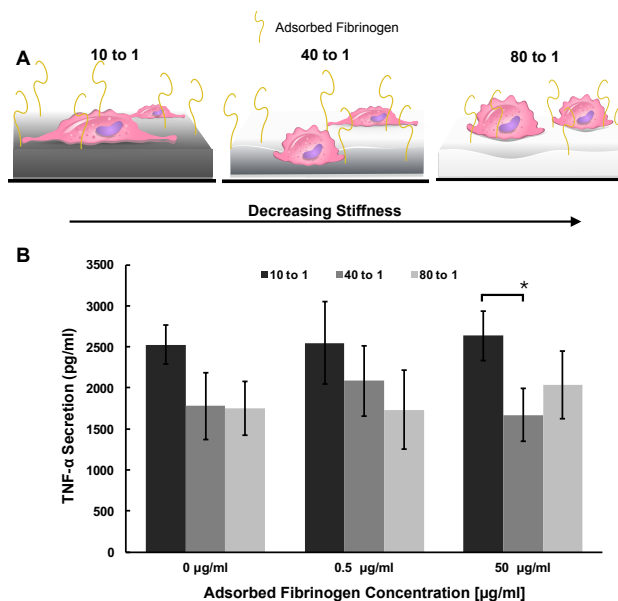 Adsorbed Fibrinogen
A
10 to 1
40 to 1
80 to 1
Decreasing Stiffness
B
10 to 1
40 to 1
80 to 1
*
3500
3000
2500
2000
1500
1000
500
0
TNF-α Secretion (pg/ml)
0 µg/ml
0.5 µg/ml
50 µg/ml
Adsorbed Fibrinogen Concentration [µg/ml]